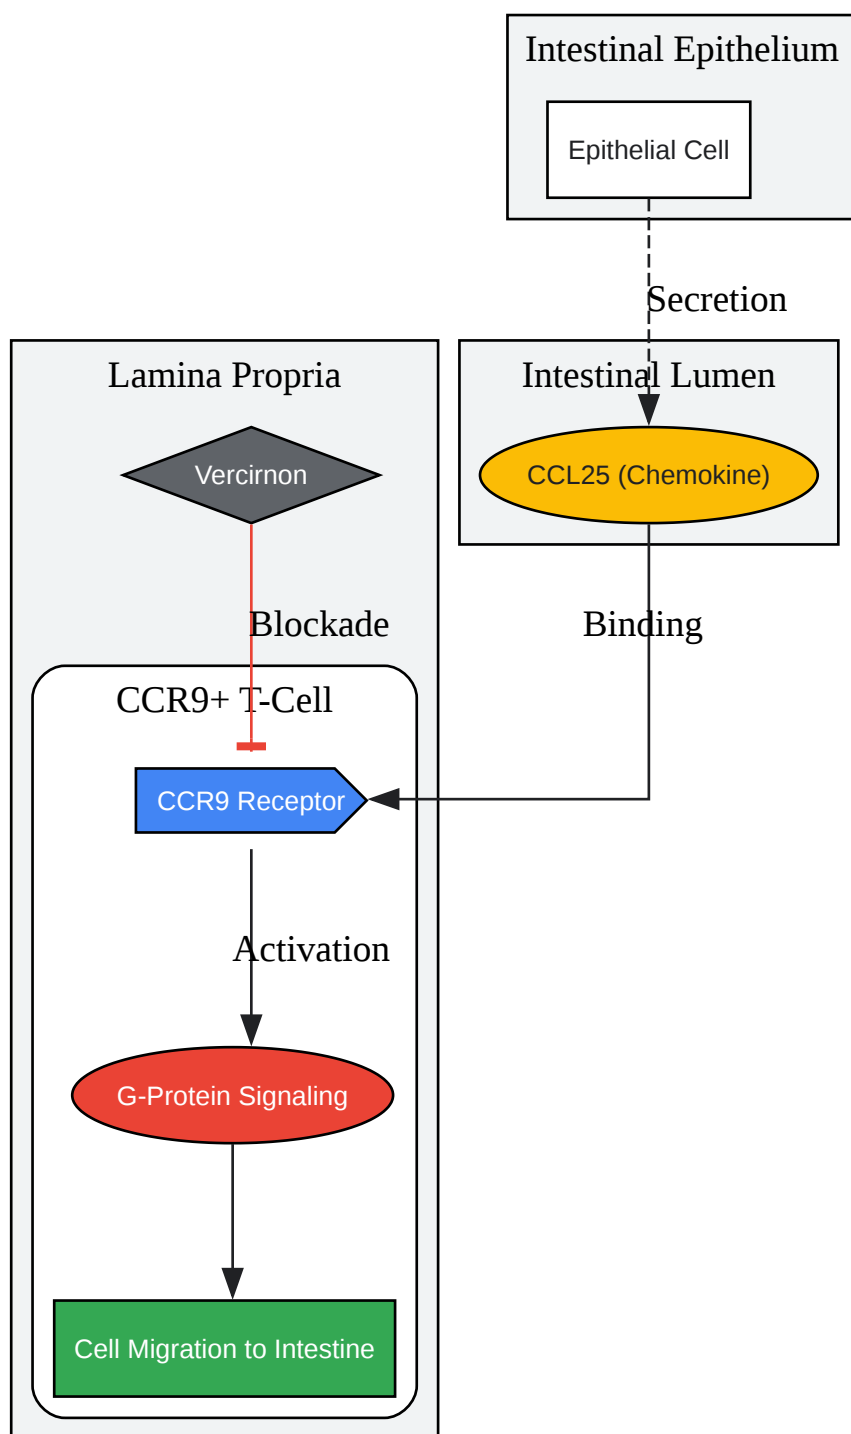 Intestinal Epithelium
Epithelial Cell
Secretion
Lamina Propria
Intestinal Lumen
Vercirnon
CCL25 (Chemokine)
Blockade
Binding
CCR9+ T-Cell
CCR9 Receptor
Activation
G-Protein Signaling
Cell Migration to Intestine